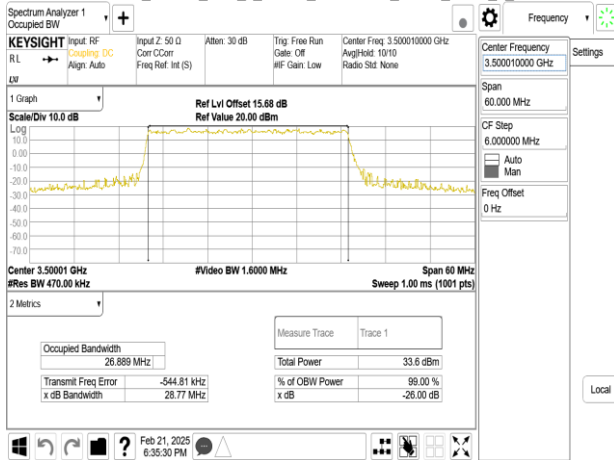 Spectrum Analyzer 1
Occupied BW
+
Frequency
KEYSIGHT
RL
LXI
Input: RF
Coupling: DC
Align: Auto
Input Z: 50 Ω
Corr CCorr
Freq Ref: Int (S)
Atten: 30 dB
Trig: Free Run
Gate: Off
#IF Gain: Low
Center Freq: 3.500010000 GHz
Avg|Hold: 10/10
Radio Std: None
Center Frequency
3.500010000 GHz
Settings
Span
60.000 MHz
CF Step
6.000000 MHz
Auto
Man
Freq Offset
0 Hz
Local
1 Graph
Scale/Div 10.0 dB
Ref Lvl Offset 15.68 dB
Ref Value 20.00 dBm
Log
10.0
0.00
-10.0
-20.0
-30.0
-40.0
-50.0
-60.0
-70.0
Center 3.50001 GHz
#Video BW 1.6000 MHz
Span 60 MHz
#Res BW 470.00 kHz
Sweep 1.00 ms (1001 pts)
2 Metrics
Measure Trace
Trace 1
Occupied Bandwidth
26.889 MHz
Total Power
33.6 dBm
Transmit Freq Error
-544.81 kHz
% of OBW Power
99.00 %
x dB Bandwidth
28.77 MHz
x dB
-26.00 dB
?
Feb 21, 2025
6:35:30 PM